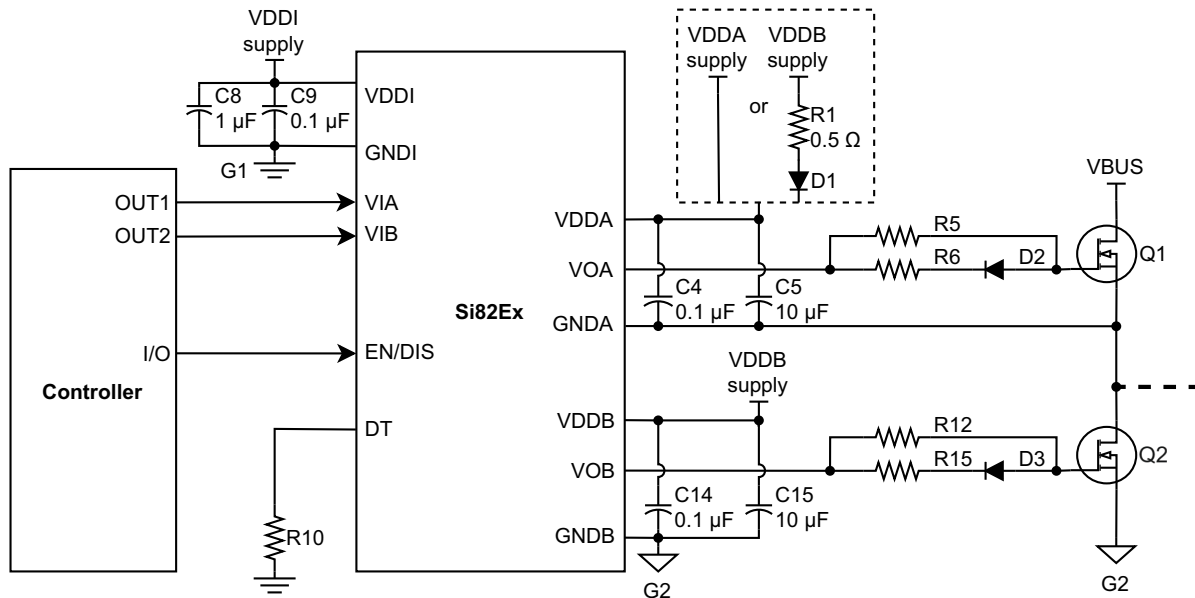 VDDI
supply
C8
1 µF
C9
0.1 µF
VDDI
GNDI
G1
VDDA
supply
or
VDDB
supply
R1
0.5 Ω
D1
OUT1
VIA
OUT2
VIB
I/O
EN/DIS
Controller
DT
R10
Si82Ex
VDDA
VOA
GNDA
C4
0.1 µF
C5
10 µF
R5
R6
D2
VBUS
Q1
VDDB
supply
VDDB
VOB
GNDB
C14
0.1 µF
C15
10 µF
R12
R15
D3
Q2
G2
G2